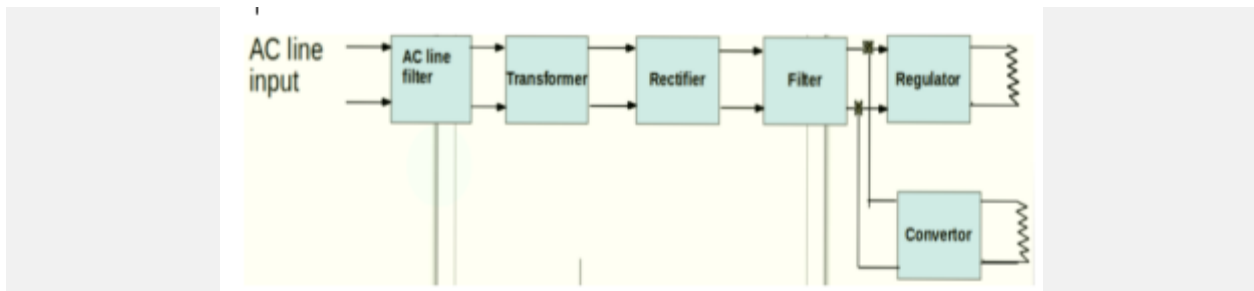 AC line
input
AC line
filter
Transformer
Rectifier
Filter
Regulator
Convertor